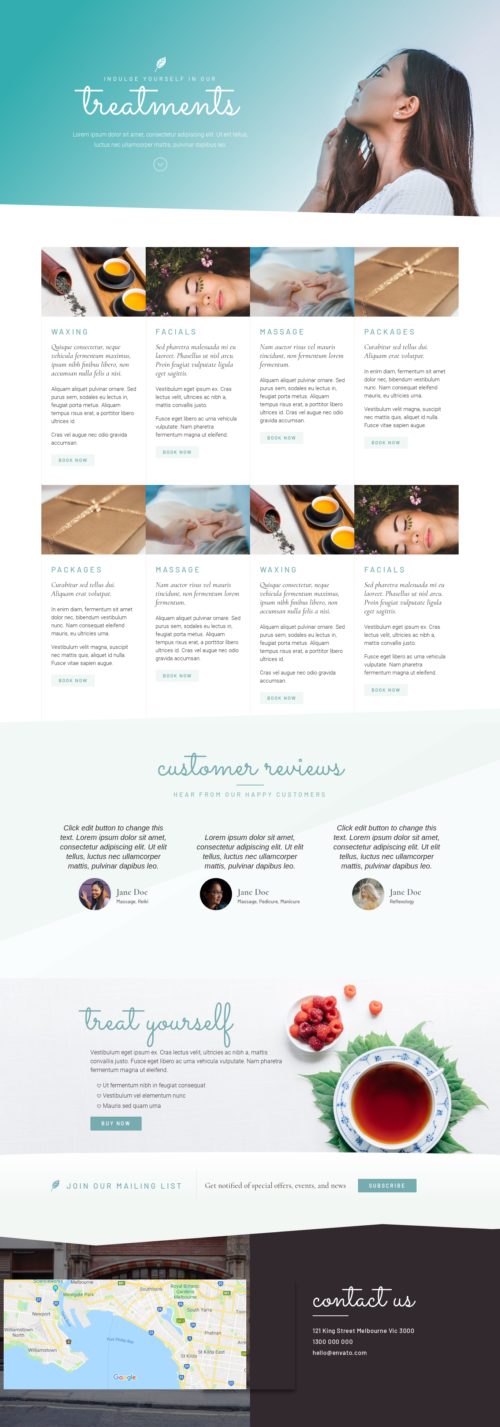 INDULGE YOURSELF IN OUR
treatments
Lorem ipsum dolor sit amet, consectetur adipiscing elit. Ut elit tellus,
luctus nec ullamcorper mattis, pulvinar dapibus leo.
WAXING
Quisque consectetur, neque
vehicula fermentum maximus,
ipsum nibh finibus libero, non
accumsan nulla felis a nisi.
Aliquam aliquet pulvinar ornare. Sed
purus sem, sodales eu lectus in,
feugiat porta metus. Aliquam
tempus risus erat, a porttitor libero
ultrices id.
Cras vel augue nec odio gravida
accumsan.
BOOK NOW
FACIALS
Sed pharetra malesuada mi eu
laoreet. Phasellus ut nisl arcu.
Proin feugiat vulputate ligula
eget sagittis.
Vestibulum eget ipsum ex. Cras
lectus velit, ultricies ac nibh a,
mattis convallis justo.
Fusce eget libero ac urna vehicula
vulputate. Nam pharetra
fermentum magna ut eleifend.
BOOK NOW
MASSAGE
Nam auctor risus vel mauris
tincidunt, non fermentum lorem
fermentum.
Aliquam aliquet pulvinar ornare. Sed
purus sem, sodales eu lectus in,
feugiat porta metus. Aliquam
tempus risus erat, a porttitor libero
ultrices id. Cras vel augue nec odio
gravida accumsan.
BOOK NOW
PACKAGES
Curabitur sed tellus dui.
Aliquam erat volutpat.
In enim diam, fermentum sit amet
dolor nec, bibendum vestibulum
nunc. Nam consequat eleifend
mauris, eu ultricies urna.
Vestibulum velit magna, suscipit
nec mattis quis, aliquet id nulla.
Fusce vitae sapien augue.
BOOK NOW
PACKAGES
Curabitur sed tellus dui.
Aliquam erat volutpat.
In enim diam, fermentum sit amet
dolor nec, bibendum vestibulum
nunc. Nam consequat eleifend
mauris, eu ultricies urna.
Vestibulum velit magna, suscipit
nec mattis quis, aliquet id nulla.
Fusce vitae sapien augue.
BOOK NOW
MASSAGE
Nam auctor risus vel mauris
tincidunt, non fermentum lorem
fermentum.
Aliquam aliquet pulvinar ornare. Sed
purus sem, sodales eu lectus in,
feugiat porta metus. Aliquam
tempus risus erat, a porttitor libero
ultrices id. Cras vel augue nec odio
gravida accumsan.
BOOK NOW
WAXING
Quisque consectetur, neque
vehicula fermentum maximus,
ipsum nibh finibus libero, non
accumsan nulla felis a nisi.
Aliquam aliquet pulvinar ornare. Sed
purus sem, sodales eu lectus in,
feugiat porta metus. Aliquam
tempus risus erat, a porttitor libero
ultrices id.
Cras vel augue nec odio gravida
accumsan.
BOOK NOW
FACIALS
Sed pharetra malesuada mi eu
laoreet. Phasellus ut nisl arcu.
Proin feugiat vulputate ligula
eget sagittis.
Vestibulum eget ipsum ex. Cras
lectus velit, ultricies ac nibh a,
mattis convallis justo.
Fusce eget libero ac urna vehicula
vulputate. Nam pharetra
fermentum magna ut eleifend.
BOOK NOW
customer reviews
HEAR FROM OUR HAPPY CUSTOMERS
Click edit button to change this
text. Lorem ipsum dolor sit amet,
consectetur adipiscing elit. Ut elit
tellus, luctus nec ullamcorper
mattis, pulvinar dapibus leo.
Jane Doe
Massage, Reiki
Lorem ipsum dolor sit amet,
consectetur adipiscing elit. Ut elit
tellus, luctus nec ullamcorper
mattis, pulvinar dapibus leo.
Jane Doe
Massage, Pedicure, Manicure
Click edit button to change this
text. Lorem ipsum dolor sit amet,
consectetur adipiscing elit. Ut elit
tellus, luctus nec ullamcorper
mattis, pulvinar dapibus leo.
Jane Doe
Reflexology
treat yourself
Vestibulum eget ipsum ex. Cras lectus velit, ultricies ac nibh a, mattis
convallis justo. Fusce eget libero ac urna vehicula vulputate. Nam pharetra
fermentum magna ut eleifend.
Ut fermentum nibh in feugiat consequat
Vestibulum vel elementum nunc
Mauris sed quam urna
BUY NOW
JOIN OUR MAILING LIST
Get notified of special offers, events, and news
SUBSCRIBE
Melbourne
Southbank
Westgate Park
Royal Botanic
Gardens
Victoria
Newport
South Yarra
Williamstown
North
Port Phillip Bay
Prahran
Williamstown
St Kilda
St Kilda East
Google
contact us
121 King Street Melbourne Vic 3000
1300 000 000
hello@envato.com